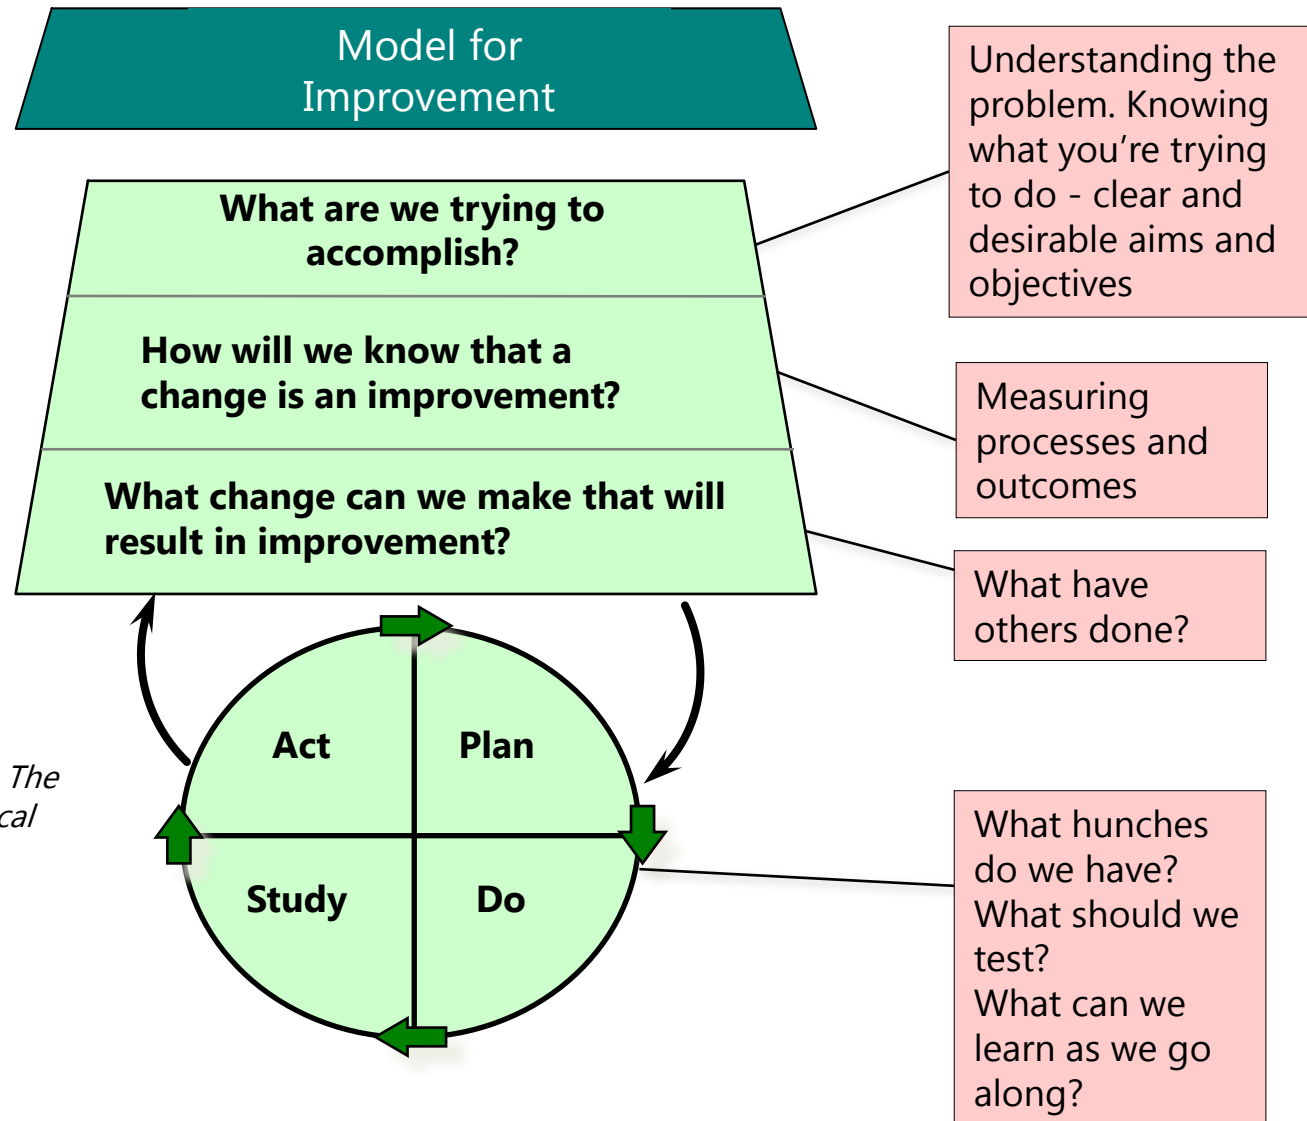 Model for
Improvement
What are we trying to
accomplish?
How will we know that a
change is an improvement?
What change can we make that will
result in improvement?
Act
Plan
Study
Do
The
cal
Understanding the
problem. Knowing
what you’re trying
to do - clear and
desirable aims and
objectives
Measuring
processes and
outcomes
What have
others done?
What hunches
do we have?
What should we
test?
What can we
learn as we go
along?